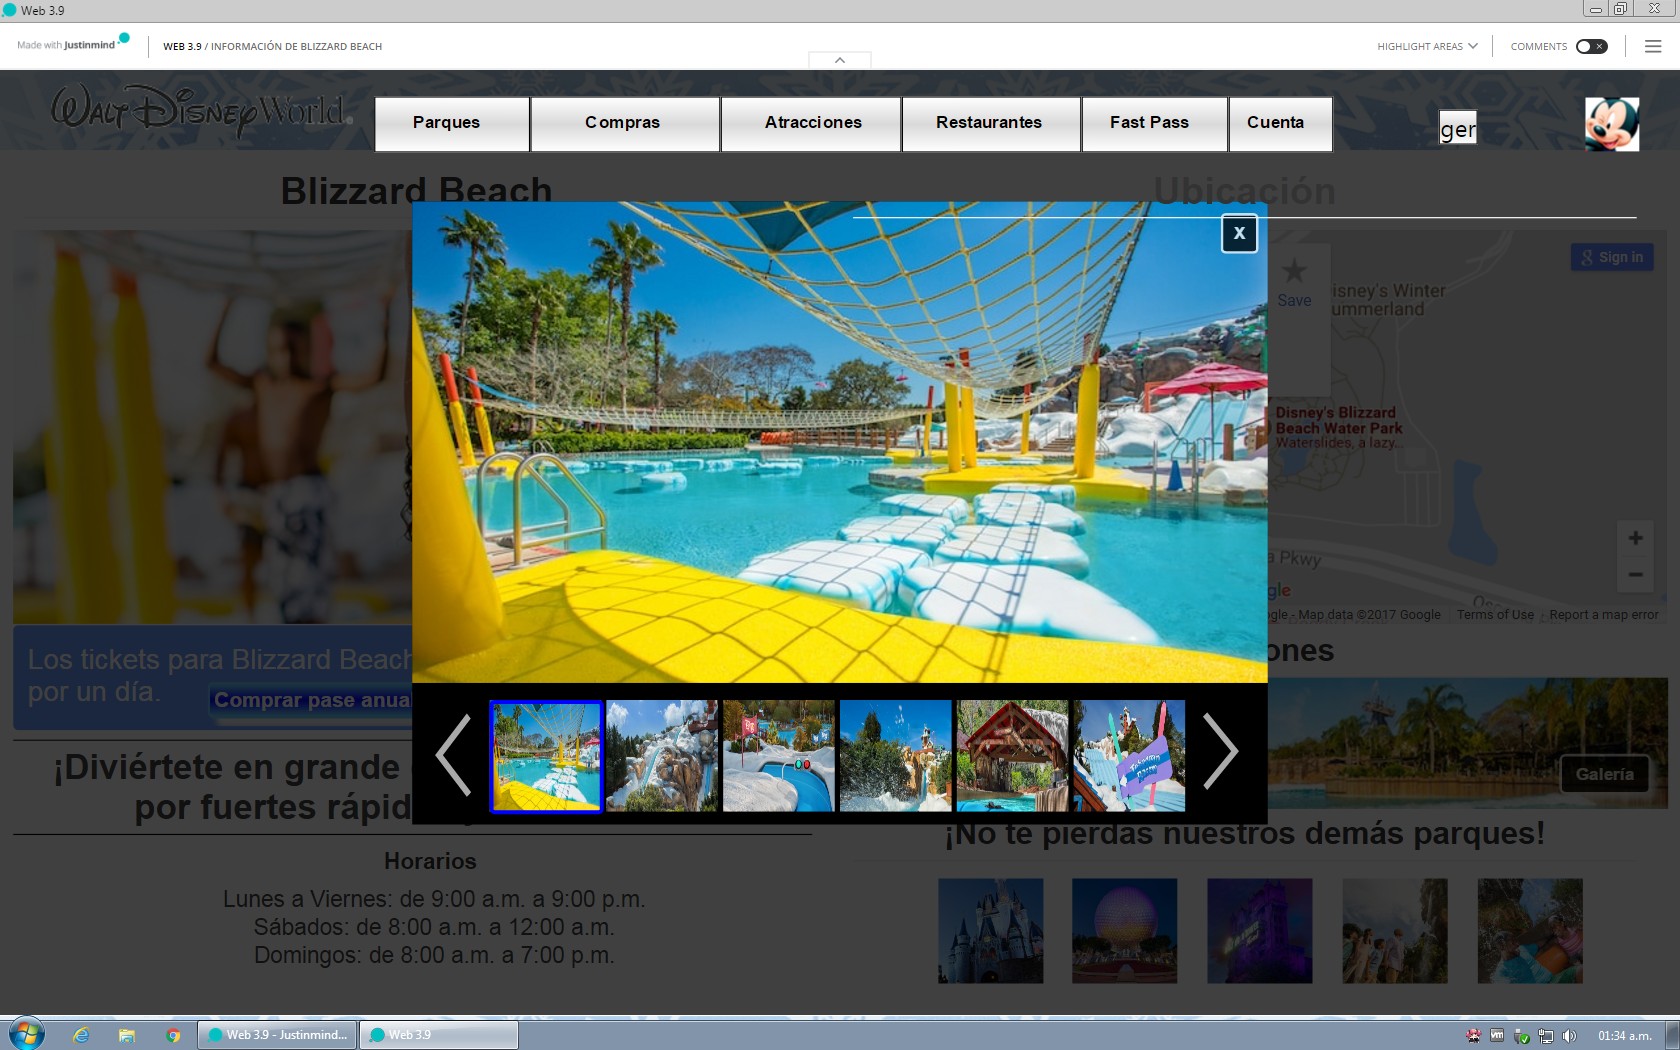 Web 3.9
Made with Justinmind
WEB 3.9 / INFORMACIÓN DE BLIZZARD BEACH
HIGHLIGHT AREAS
COMMENTS
WALT DISNEY World.
Parques
Compras
Atracciones
Restaurantes
Fast Pass
Cuenta
ger
Blizzard Beach
Ubicación
X
Sign in
Save
isney's Winter
ummerland
Disney's Blizzard
Beach Water Park
Waterslides, a lazy...
a Pkwy
gle
Osc
gle - Map data ©2017 Google Terms of Use Report a map error
Los tickets para Blizzard Beach
por un día.
Comprar pase anual
ones
Galería
¡Diviértete en grande
por fuertes rápid
¡No te pierdas nuestros demás parques!
Horarios
Lunes a Viernes: de 9:00 a.m. a 9:00 p.m.
Sábados: de 8:00 a.m. a 12:00 a.m.
Domingos: de 8:00 a.m. a 7:00 p.m.
Web 3.9 - Justinmind...
Web 3.9
01:34 a.m.